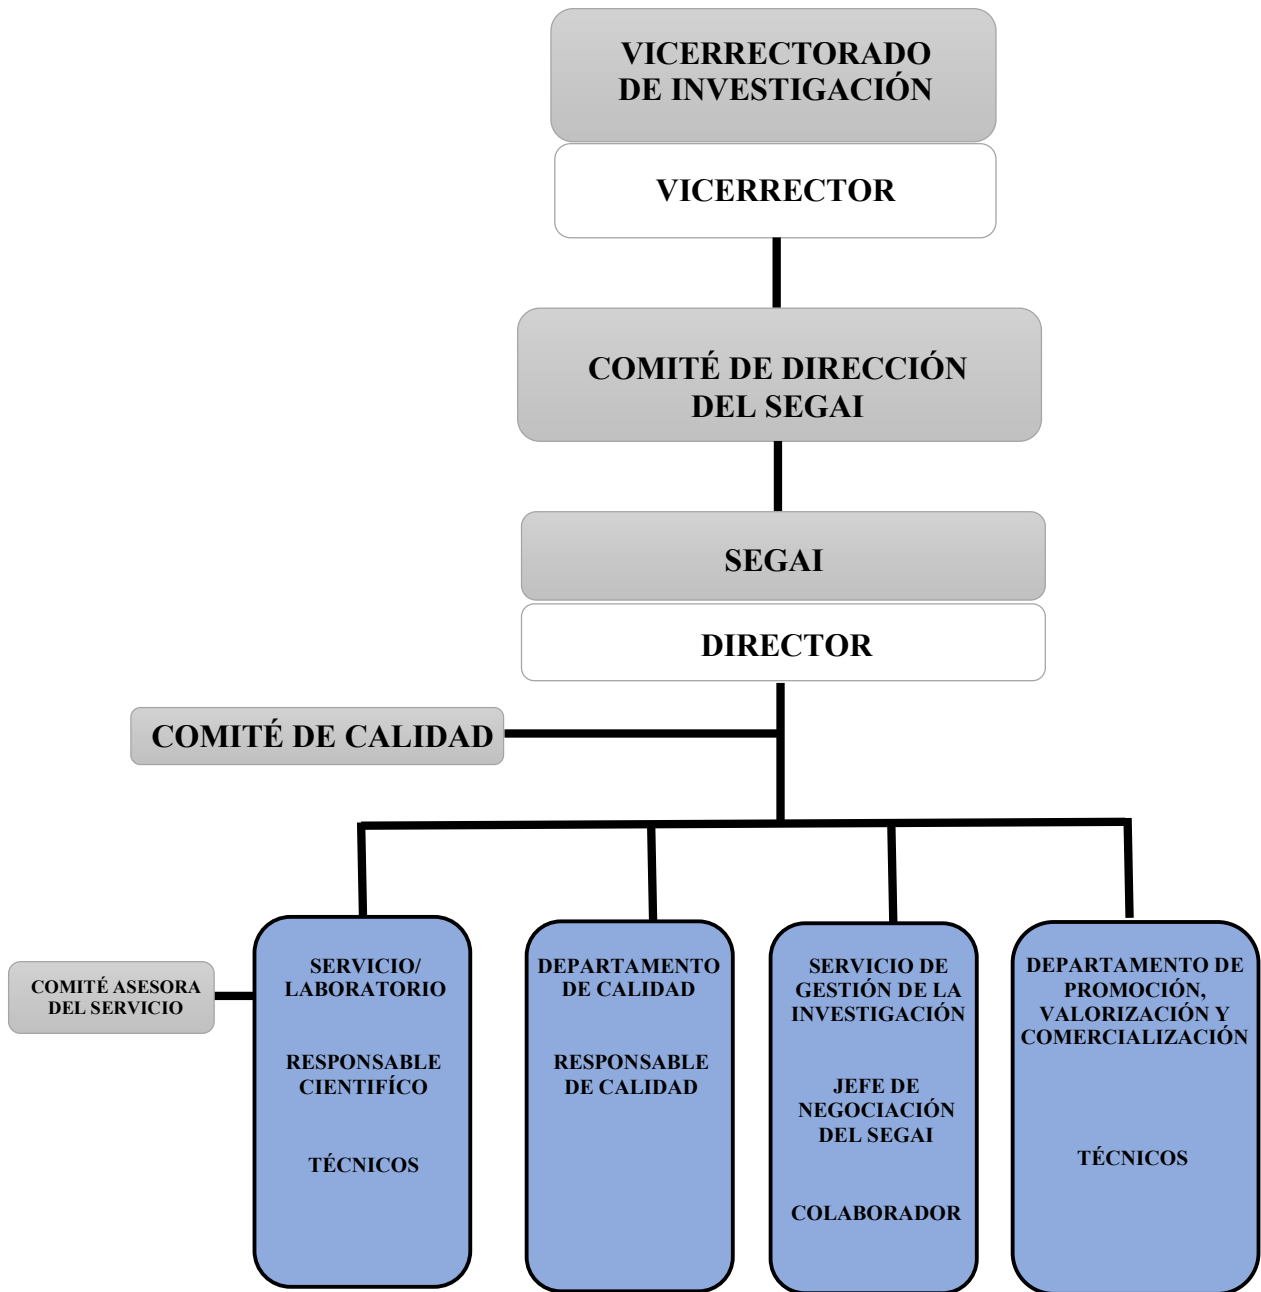 VICERRECTORADO
DE INVESTIGACIÓN
VICERRECTOR
COMITÉ DE DIRECCIÓN
DEL SEGAI
SEGAI
DIRECTOR
COMITÉ DE CALIDAD
COMITÉ ASESORA
DEL SERVICIO
SERVICIO/
LABORATORIO
RESPONSABLE
CIENTIFÍCO
TÉCNICOS
DEPARTAMENTO
DE CALIDAD
RESPONSABLE
DE CALIDAD
SERVICIO DE
GESTIÓN DE LA
INVESTIGACIÓN
JEFE DE
NEGOCIACIÓN
DEL SEGAI
COLABORADOR
DEPARTAMENTO DE
PROMOCIÓN,
VALORIZACIÓN Y
COMERCIALIZACIÓN
TÉCNICOS